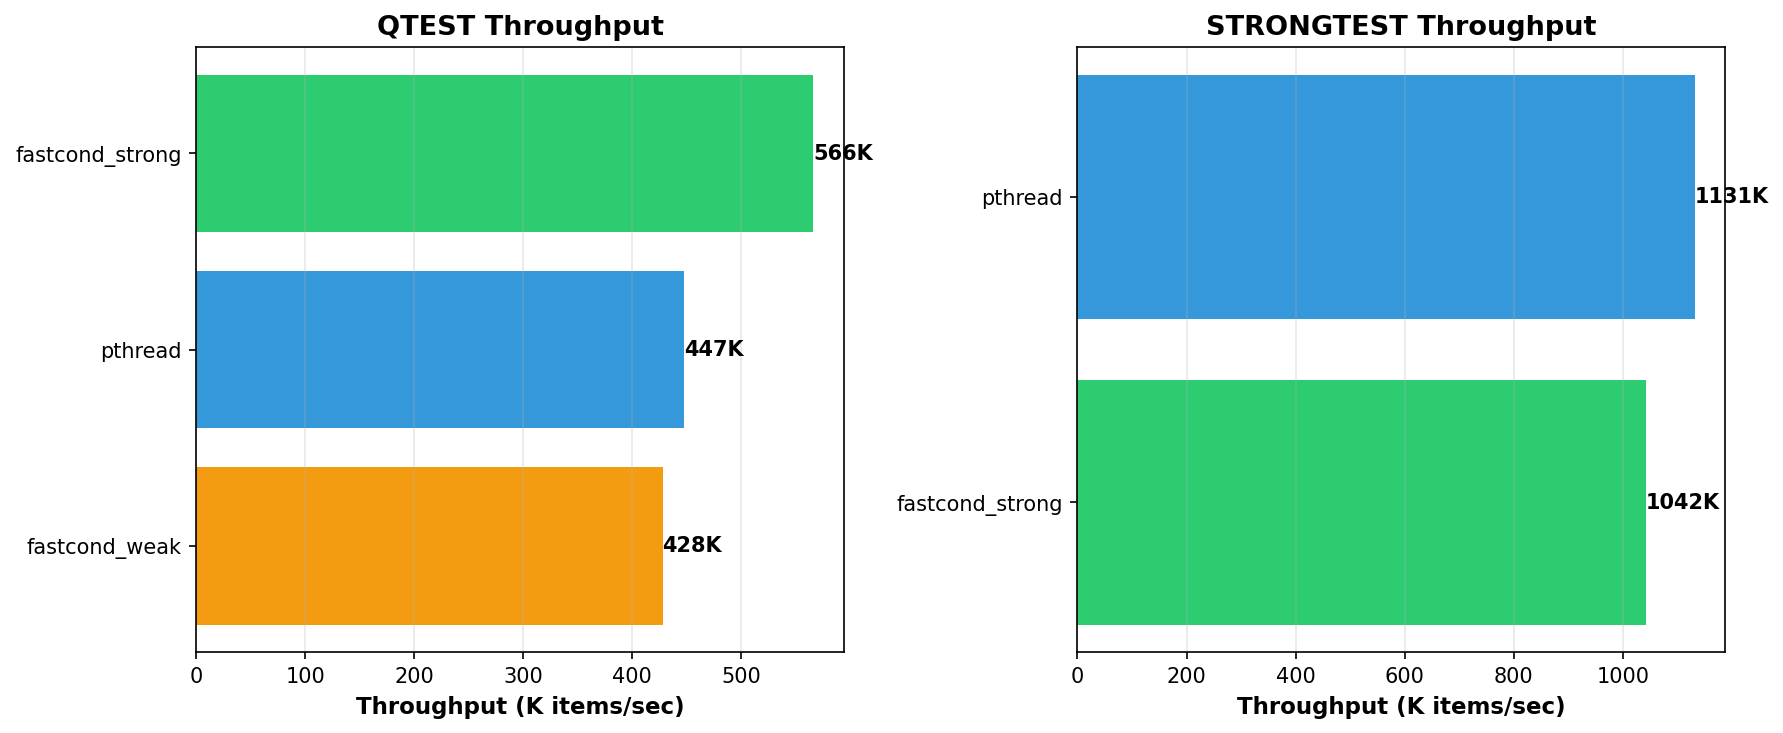 QTEST Throughput
fastcond_strong
566K
pthread
447K
fastcond_weak
428K
0 100 200 300 400 500
Throughput (K items/sec)
STRONGTEST Throughput
pthread
1131K
fastcond_strong
1042K
0 200 400 600 800 1000
Throughput (K items/sec)